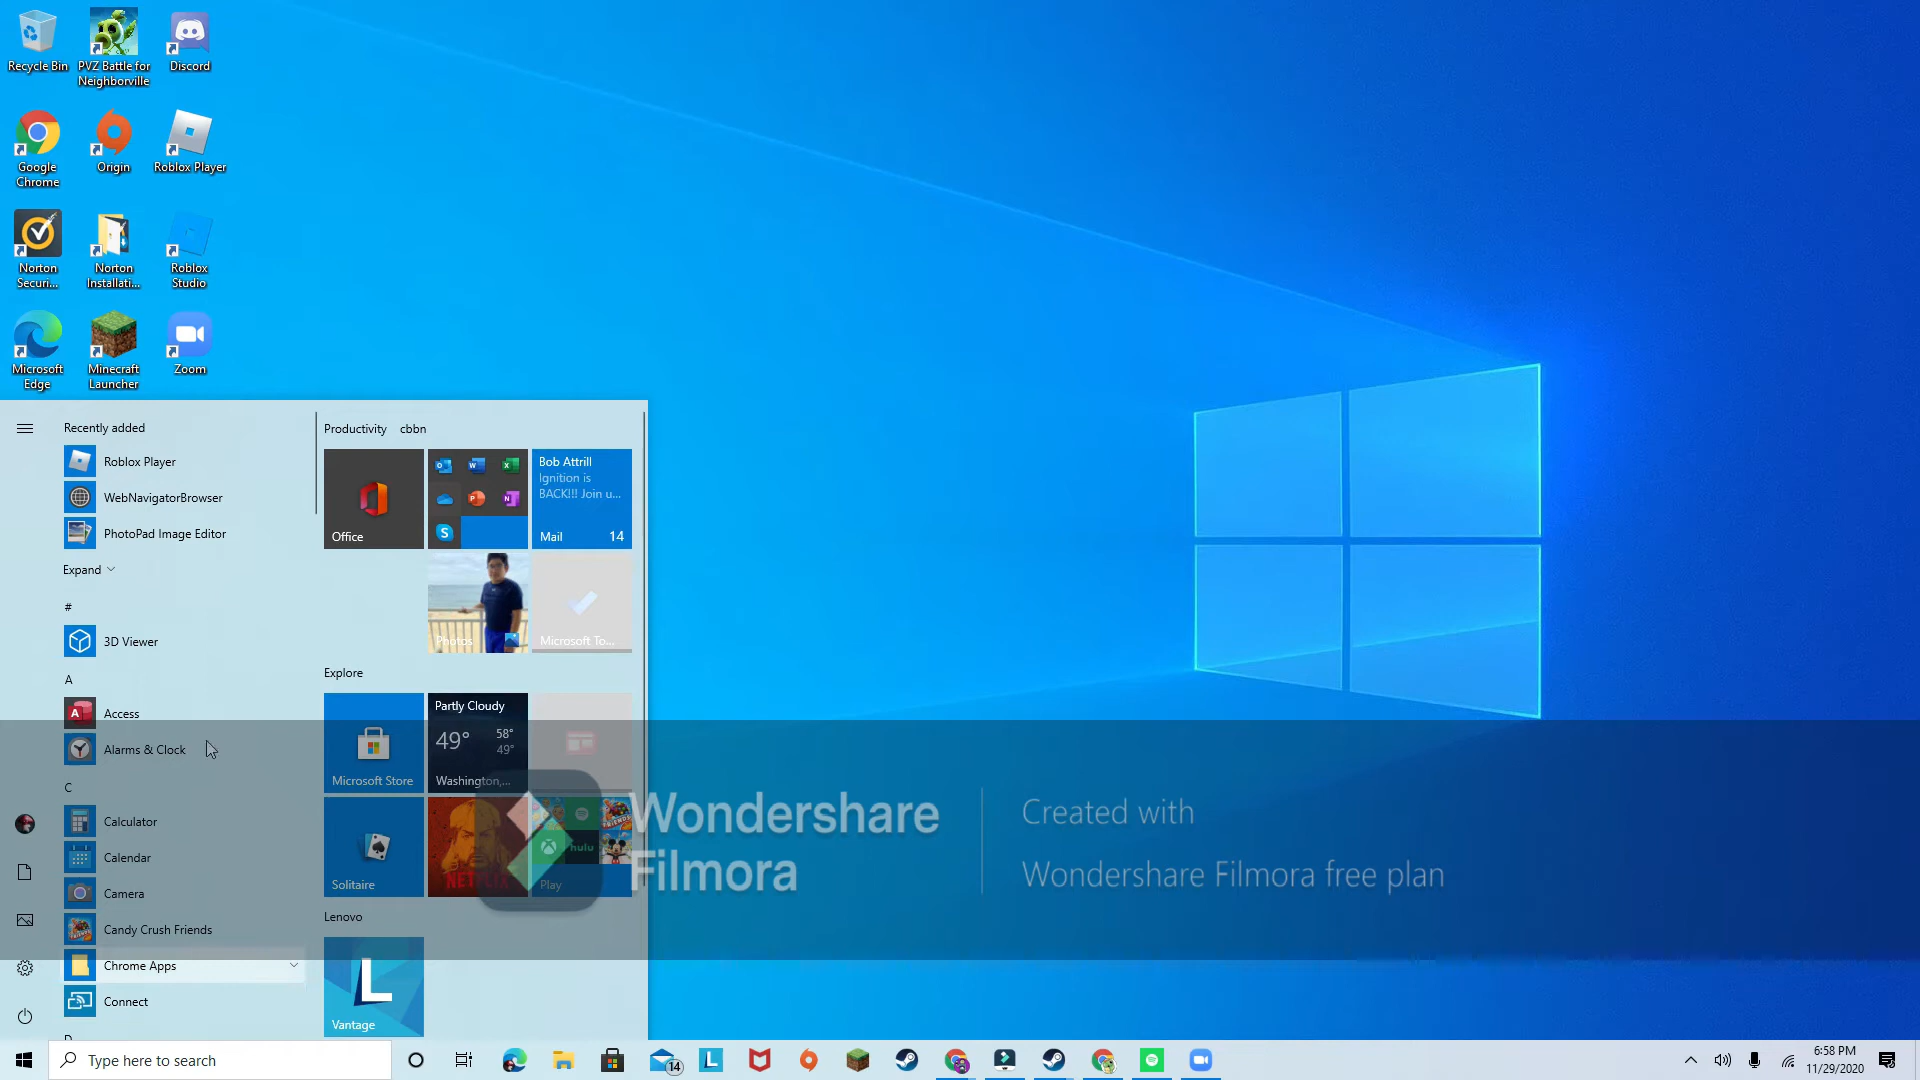 Recycle Bin
PVZ Battle for
Neighborville
Discord
Google
Chrome
Origin
Roblox Player
Norton
Securi...
Norton
Installati...
Roblox
Studio
Microsoft
Edge
Minecraft
Launcher
Zoom
Recently added
Roblox Player
WebNavigatorBrowser
PhotoPad Image Editor
Expand
#
3D Viewer
A
Access
Alarms & Clock
C
Calculator
Calendar
Camera
Candy Crush Friends
Chrome Apps
Connect
Productivity cbbn
Office
Bob Attrill
Ignition is
BACK!!! Join u...
Mail 14
Photos
Microsoft To...
Explore
Microsoft Store
Partly Cloudy
49° 58°
49°
Washington,...
Solitaire
NETFLIX
hulu
Play
Lenovo
L
Vantage
Wondershare
Filmora
Created with
Wondershare Filmora free plan
Type here to search
14
L
6:58 PM
11/29/2020